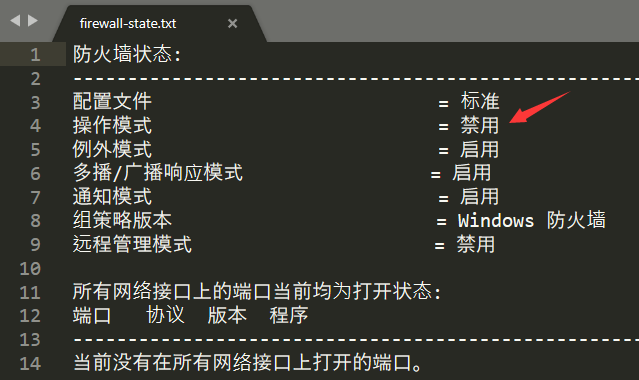 firewall-state.txt
1 防火墙状态:
2 -------------------------------------------------------------------
3 配置文件 = 标准
4 操作模式 = 禁用
5 例外模式 = 启用
6 多播/广播响应模式 = 启用
7 通知模式 = 启用
8 组策略版本 = Windows 防火墙
9 远程管理模式 = 禁用
10
11 所有网络接口上的端口当前均为打开状态:
12 端口 协议 版本 程序
13 -------------------------------------------------------------------
14 当前没有在所有网络接口上打开的端口。